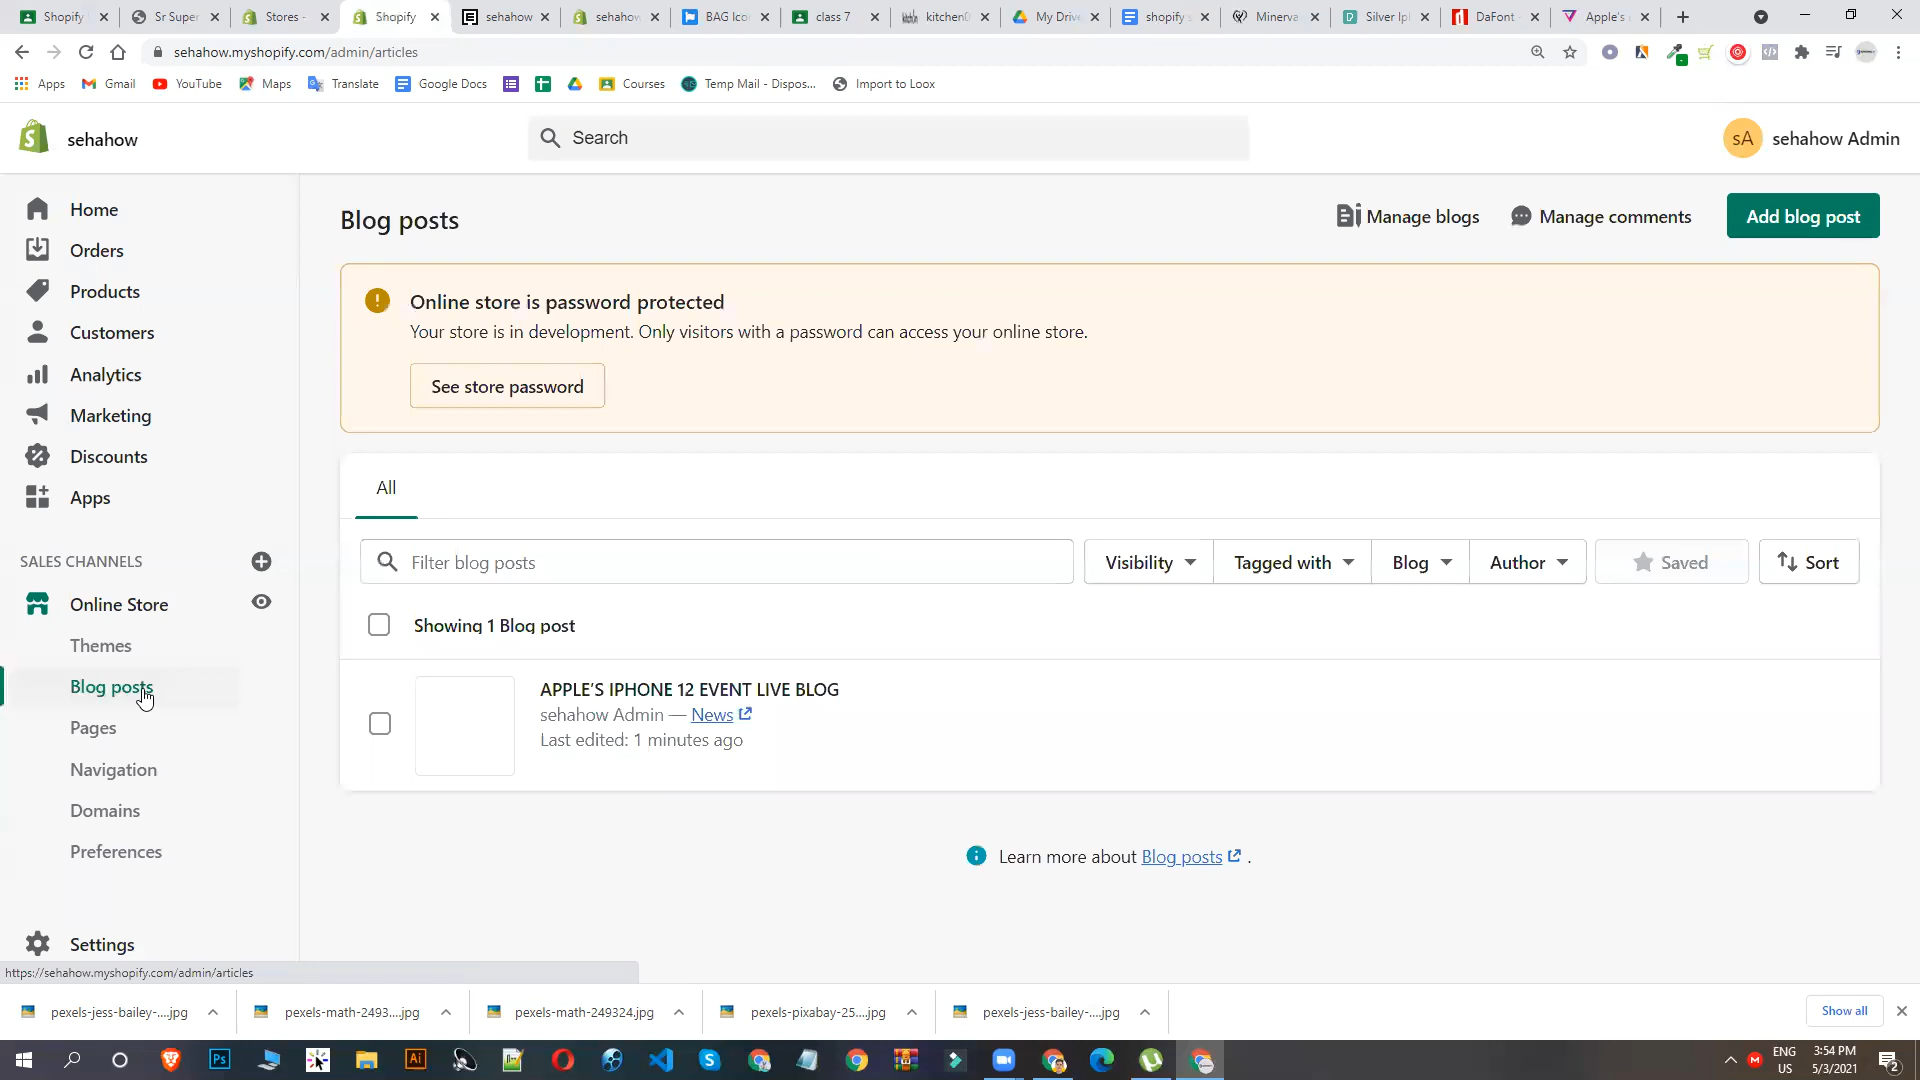 Shopify
Sr Super
Stores -
Shopify
sehahow
sehahow
BAG Ico
class 7
kitchen
My Drive
shopify
Minerva
Silver Ip
DaFont
Apple's
sehahow.myshopify.com/admin/articles
Apps
Gmail
YouTube
Maps
Translate
Google Docs
Courses
Temp Mail - Dispos...
Import to Loox
sehahow
Search
sA
sehahow Admin
Home
Orders
Products
Customers
Analytics
Marketing
Discounts
Apps
SALES CHANNELS
Online Store
Themes
Blog posts
Pages
Navigation
Domains
Preferences
Settings
Blog posts
Manage blogs
Manage comments
Add blog post
Online store is password protected
Your store is in development. Only visitors with a password can access your online store.
See store password
All
Filter blog posts
Visibility
Tagged with
Blog
Author
Saved
Sort
Showing 1 Blog post
APPLE'S IPHONE 12 EVENT LIVE BLOG
sehahow Admin — News
Last edited: 1 minutes ago
Learn more about Blog posts .
https://sehahow.myshopify.com/admin/articles
pexels-jess-bailey-....jpg
pexels-math-2493....jpg
pexels-math-249324.jpg
pexels-pixabay-25....jpg
pexels-jess-bailey-....jpg
Show all
Ps
Ai
ENG
US
3:54 PM
5/3/2021
2